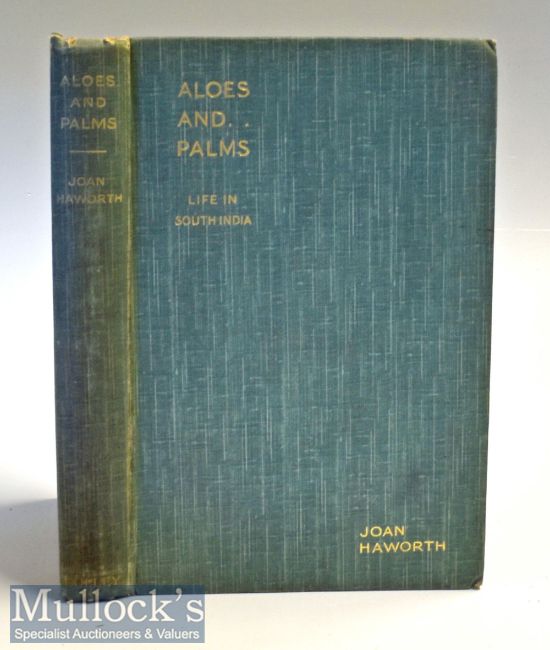 ALOES
AND
PALMS
JOAN
HAWORTH
ALOES
AND. .
PALMS
LIFE IN
SOUTH INDIA
JOAN
HAWORTH
MULLOCK'S
Specialist Auctioneers & Valuers